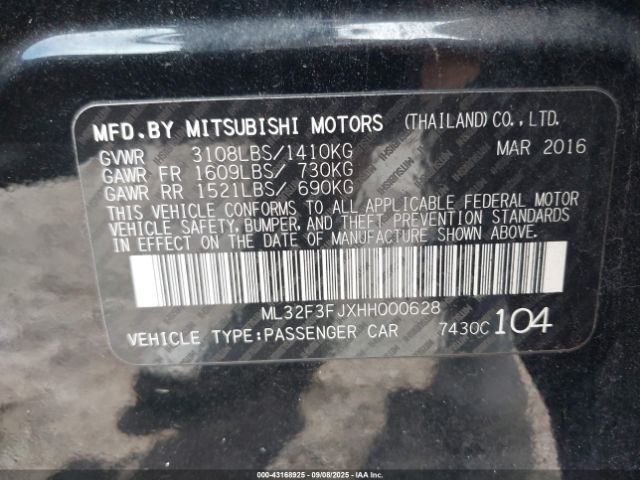 MFD.BY MITSUBISHI MOTORS (THAILAND)CO.,LTD.
GVWR 3108LBS/1410KG MAR 2016
GAWR FR 1609LBS/ 730KG
GAWR RR 1521LBS/ 690KG
THIS VEHICLE CONFORMS TO ALL APPLICABLE FEDERAL MOTOR
VEHICLE SAFETY,BUMPER,AND THEFT PREVENTION STANDARDS
IN EFFECT ON THE DATE OF MANUFACTURE SHOWN ABOVE.
ML32F3FJXHH000628
VEHICLE TYPE:PASSENGER CAR 7430C 104
000-43168925 - 09/08/2025 - IAAI.COM